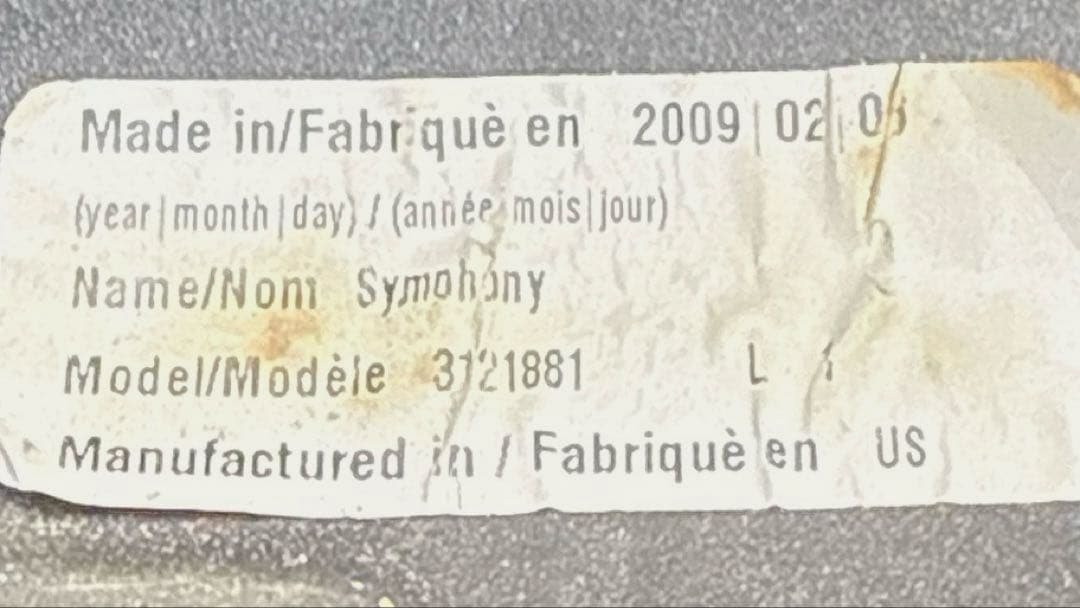 Made in/Fabriquè en 2009|02|
(year|month|day) / (année mois|jour)
Name/Nom Symphony
Model/Modèle 3121881 L
Manufactured in / Fabriquè en US